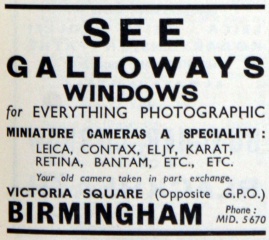 SEE
GALLOWAYS
WINDOWS
for EVERYTHING PHOTOGRAPHIC
MINIATURE CAMERAS A SPECIALITY :
LEICA, CONTAX, ELJY, KARAT,
RETINA, BANTAM, ETC., ETC.
Your old camera taken in part exchange.
VICTORIA SQUARE (Opposite G.P.O.)
BIRMINGHAM Phone :
MID. 5670